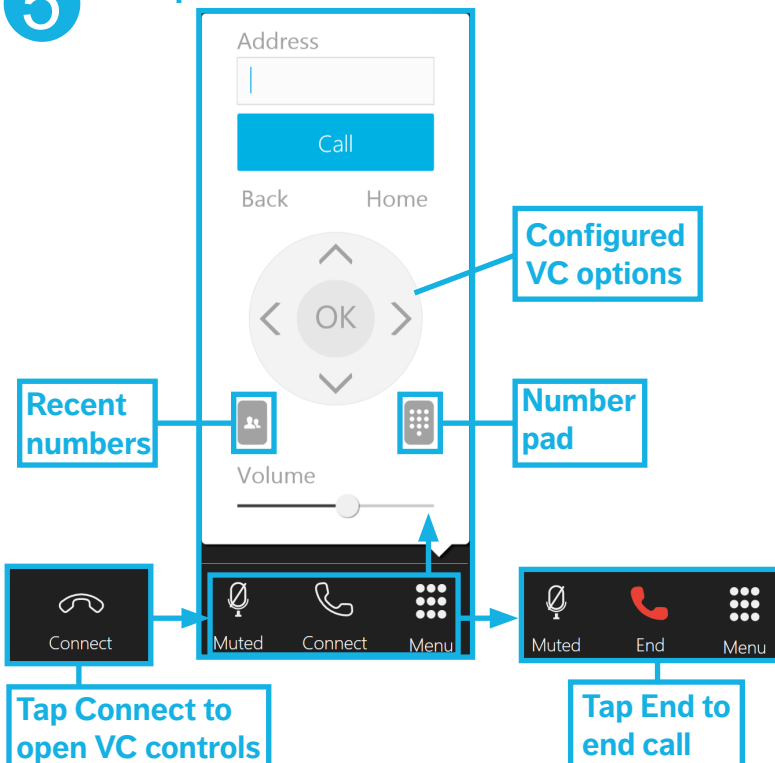 5
Address
Call
Back Home
Configured
VC options
OK
Recent
numbers
Number
pad
Volume
Connect
Muted Connect Menu
Muted End Menu
Tap Connect to
open VC controls
Tap End to
end call